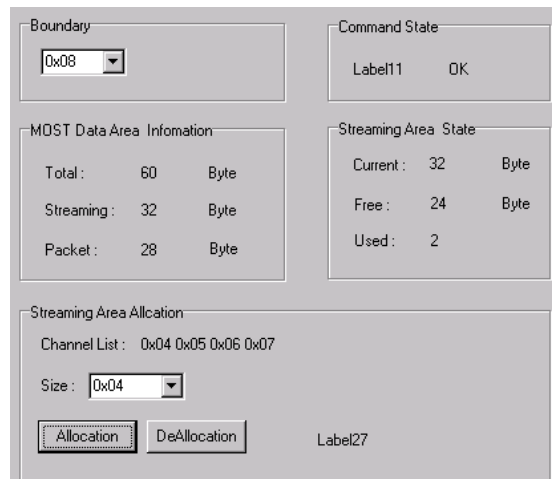 Boundary
0x08
Command State
Label11 OK
MOST Data Area Infomation
Total : 60 Byte
Streaming : 32 Byte
Packet : 28 Byte
Streaming Area State
Current : 32 Byte
Free : 24 Byte
Used : 2
Streaming Area Allcation
Channel List : 0x04 0x05 0x06 0x07
Size : 0x04
Allocation DeAllocation Label27